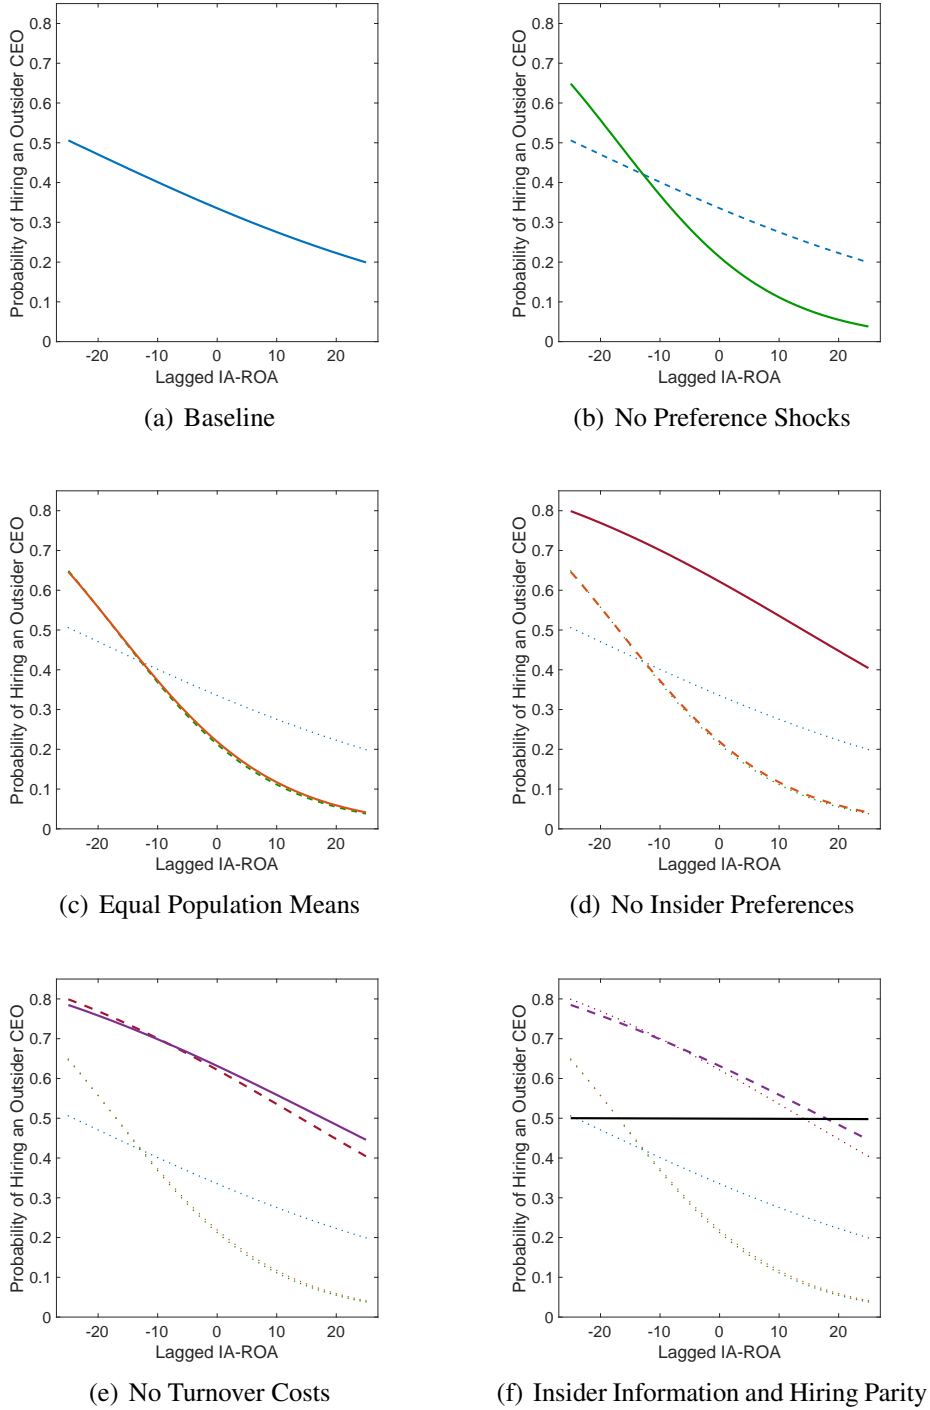 Probability of Hiring an Outsider CEO
0.8
0.7
0.6
0.5
0.4
0.3
0.2
0.1
0
-20 -10 0 10 20
Lagged IA-ROA
(a) Baseline
Probability of Hiring an Outsider CEO
0.8
0.7
0.6
0.5
0.4
0.3
0.2
0.1
0
-20 -10 0 10 20
Lagged IA-ROA
(b) No Preference Shocks
Probability of Hiring an Outsider CEO
0.8
0.7
0.6
0.5
0.4
0.3
0.2
0.1
0
-20 -10 0 10 20
Lagged IA-ROA
(c) Equal Population Means
Probability of Hiring an Outsider CEO
0.8
0.7
0.6
0.5
0.4
0.3
0.2
0.1
0
-20 -10 0 10 20
Lagged IA-ROA
(d) No Insider Preferences
Probability of Hiring an Outsider CEO
0.8
0.7
0.6
0.5
0.4
0.3
0.2
0.1
0
-20 -10 0 10 20
Lagged IA-ROA
(e) No Turnover Costs
Probability of Hiring an Outsider CEO
0.8
0.7
0.6
0.5
0.4
0.3
0.2
0.1
0
-20 -10 0 10 20
Lagged IA-ROA
(f) Insider Information and Hiring Parity